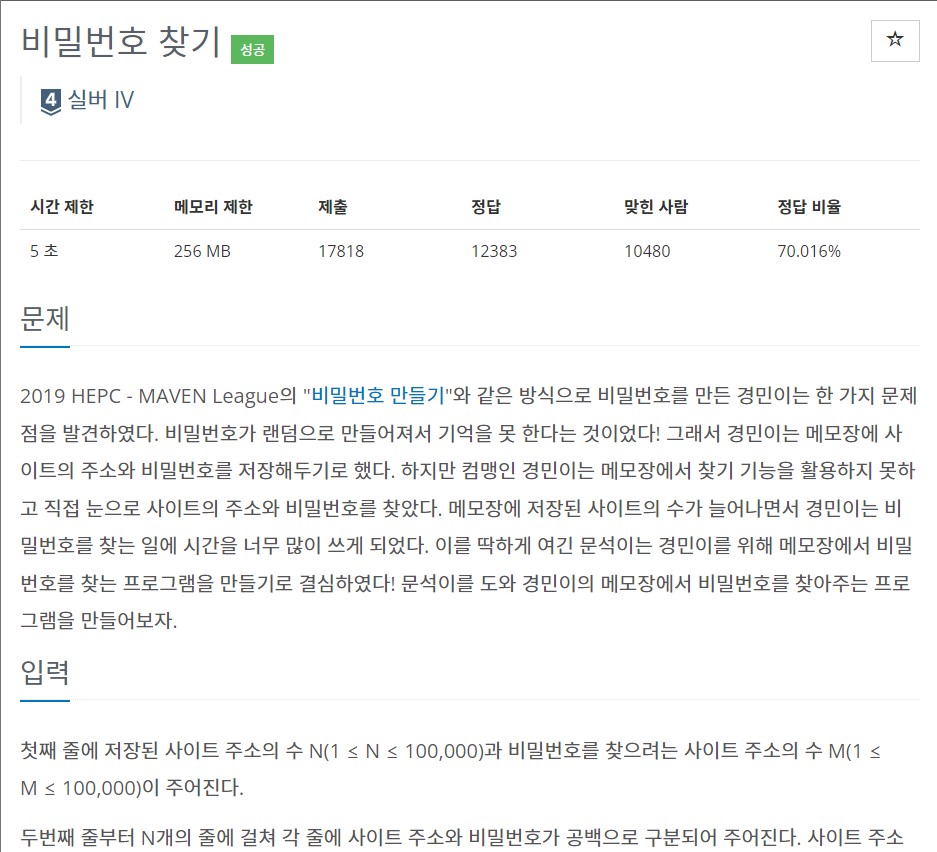 비밀번호 찾기 성공
4 실버 IV
시간 제한 메모리 제한 제출 정답 맞힌 사람 정답 비율
5 초 256 MB 17818 12383 10480 70.016%
문제
2019 HEPC - MAVEN League의 "비밀번호 만들기"와 같은 방식으로 비밀번호를 만든 경민이는 한 가지 문제
점을 발견하였다. 비밀번호가 랜덤으로 만들어져서 기억을 못 한다는 것이었다! 그래서 경민이는 메모장에 사
이트의 주소와 비밀번호를 저장해두기로 했다. 하지만 컴맹인 경민이는 메모장에서 찾기 기능을 활용하지 못하
고 직접 눈으로 사이트의 주소와 비밀번호를 찾았다. 메모장에 저장된 사이트의 수가 늘어나면서 경민이는 비
밀번호를 찾는 일에 시간을 너무 많이 쓰게 되었다. 이를 딱하게 여긴 문석이는 경민이를 위해 메모장에서 비밀
번호를 찾는 프로그램을 만들기로 결심하였다! 문석이를 도와 경민이의 메모장에서 비밀번호를 찾아주는 프로
그램을 만들어보자.
입력
첫째 줄에 저장된 사이트 주소의 수 N(1 ≤ N ≤ 100,000)과 비밀번호를 찾으려는 사이트 주소의 수 M(1 ≤
M ≤ 100,000)이 주어진다.
두번째 줄부터 N개의 줄에 걸쳐 각 줄에 사이트 주소와 비밀번호가 공백으로 구분되어 주어진다. 사이트 주소